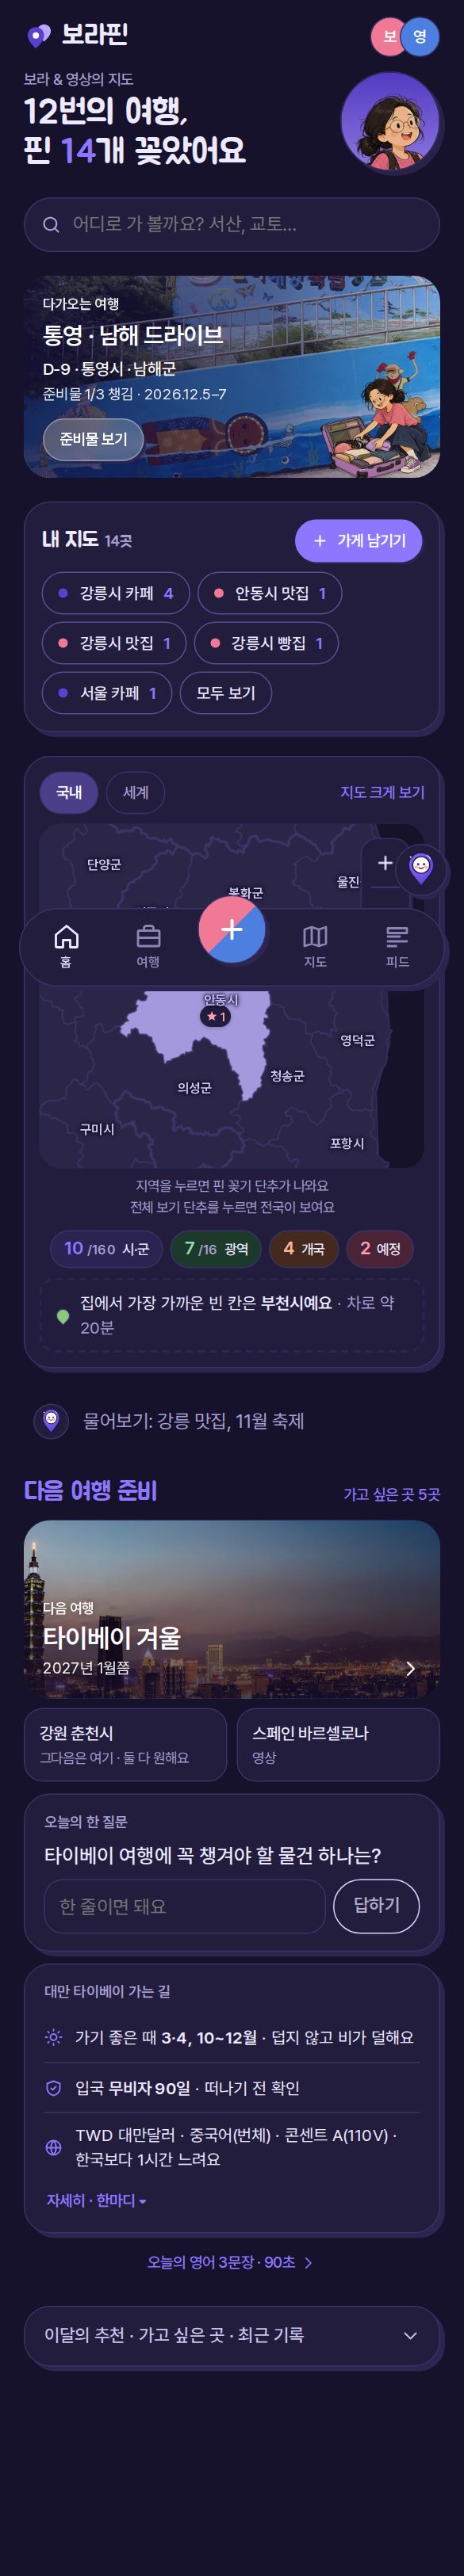 보라핀
보 영
보라 & 영상의 지도
12번의 여행,
핀 14개 꽂았어요
어디로 가 볼까요? 서산, 교토...
다가오는 여행
통영 · 남해 드라이브
D-9 · 통영시 · 남해군
준비물 1/3 챙김 · 2026.12.5–7
준비물 보기
내 지도 14곳
+ 가게 남기기
강릉시 카페 4
안동시 맛집 1
강릉시 맛집 1
강릉시 빵집 1
서울 카페 1
모두 보기
국내
세계
지도 크게 보기
단양군
봉화군
울진
+
홈
여행
+
지도
피드
안동시
★ 1
영덕군
의성군
청송군
구미시
포항시
지역을 누르면 핀 꽂기 단추가 나와요
전체 보기 단추를 누르면 전국이 보여요
10 /160 시·군
7 /16 광역
4 개국
2 예정
집에서 가장 가까운 빈 칸은 부천시예요 · 차로 약
20분
물어보기: 강릉 맛집, 11월 축제
다음 여행 준비
가고 싶은 곳 5곳
다음 여행
타이베이 겨울
2027년 1월쯤
강원 춘천시
그다음은 여기 · 둘 다 원해요
스페인 바르셀로나
영상
오늘의 한 질문
타이베이 여행에 꼭 챙겨야 할 물건 하나는?
한 줄이면 돼요
답하기
대만 타이베이 가는 길
가기 좋은 때 3·4, 10~12월 · 덥지 않고 비가 덜해요
입국 무비자 90일 · 떠나기 전 확인
TWD 대만달러 · 중국어(번체) · 콘센트 A(110V) ·
한국보다 1시간 느려요
자세히 · 한마디
오늘의 영어 3문장 · 90초
이달의 추천 · 가고 싶은 곳 · 최근 기록